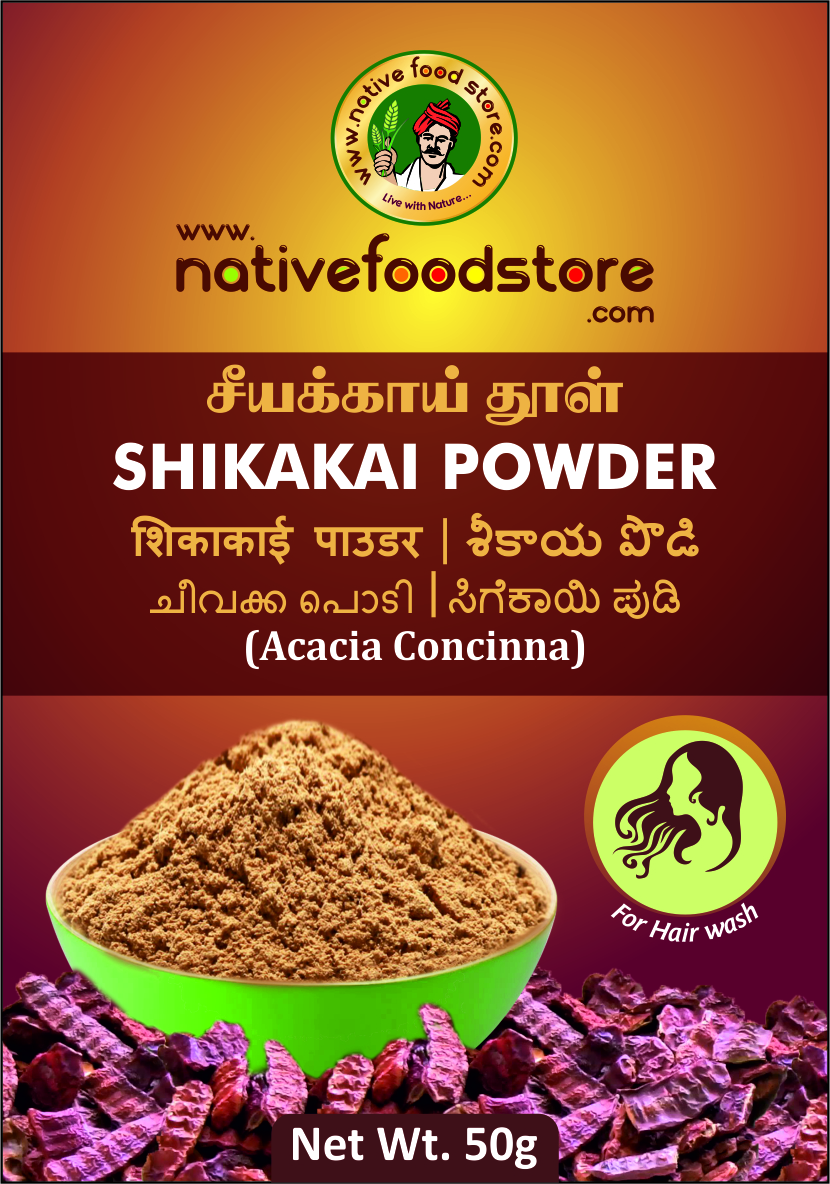 www.native food store.com
Live with Nature...
www.
nativefoodstore
.com
சீயக்காய் தூள்
SHIKAKAI POWDER
शिकाकाई पाउडर | శీకాయ పొడి
ചീവക്ക പൊടി | ಸಿಗೆಕಾಯಿ ಪುಡಿ
(Acacia Concinna)
For Hair wash
Net Wt. 50g